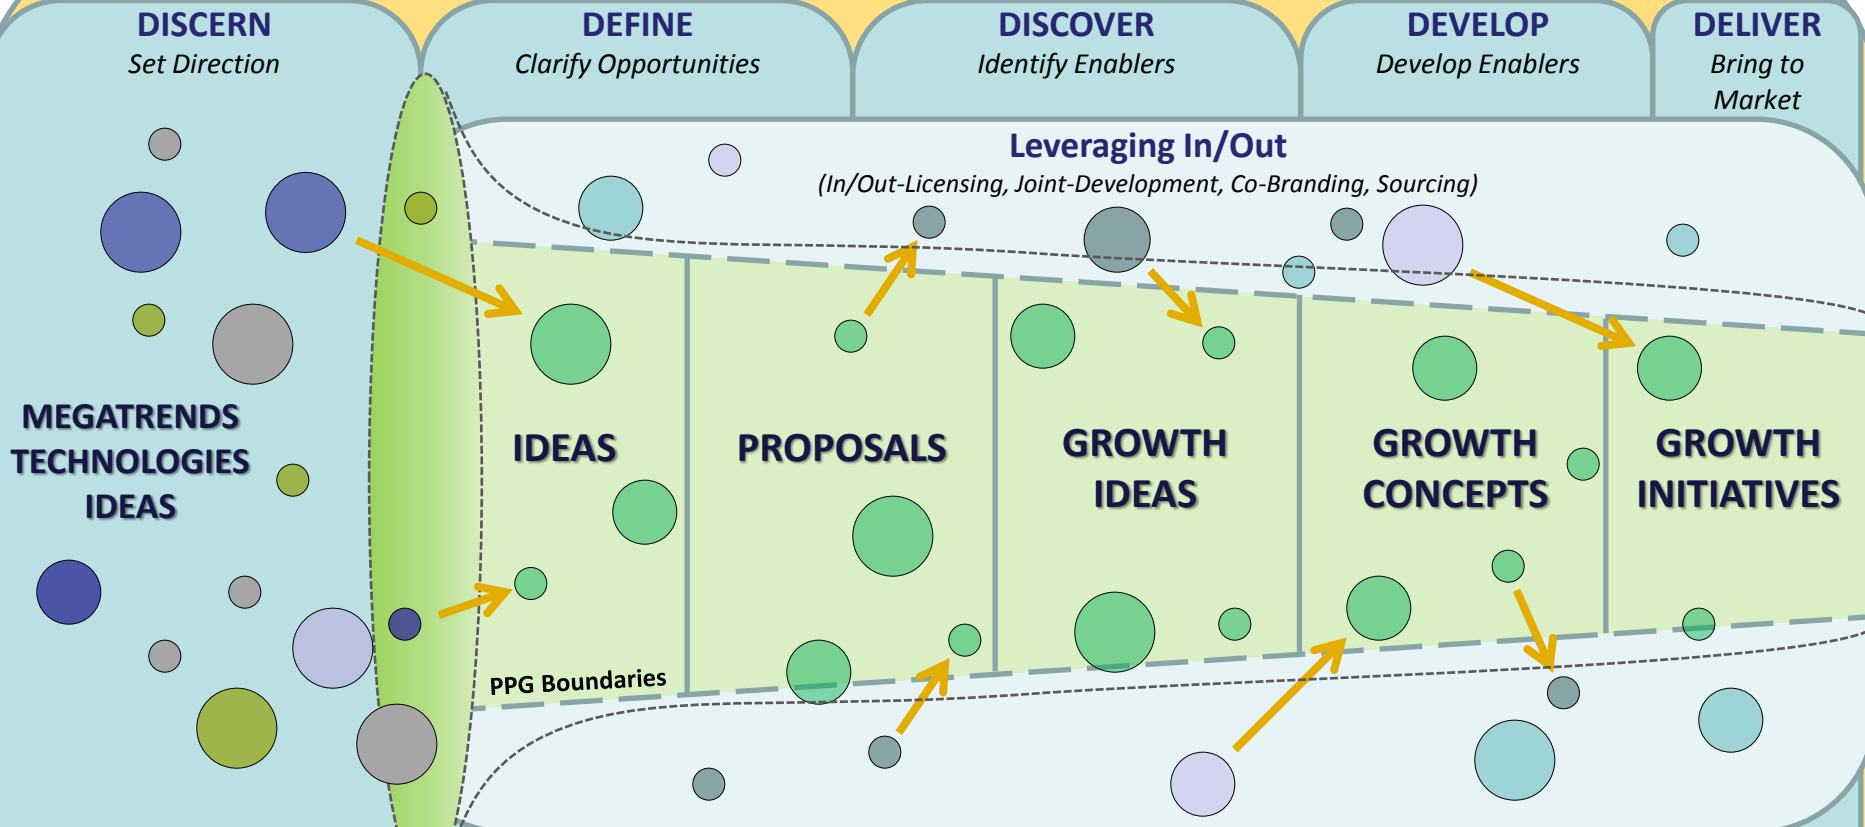 DISCERN
Set Direction
DEFINE
Clarify Opportunities
DISCOVER
Identify Enablers
DEVELOP
Develop Enablers
DELIVER
Bring to
Market
Leveraging In/Out
(In/Out-Licensing, Joint-Development, Co-Branding, Sourcing)
MEGATRENDS
TECHNOLOGIES
IDEAS
IDEAS
PROPOSALS
GROWTH
IDEAS
GROWTH
CONCEPTS
GROWTH
INITIATIVES
PPG Boundaries